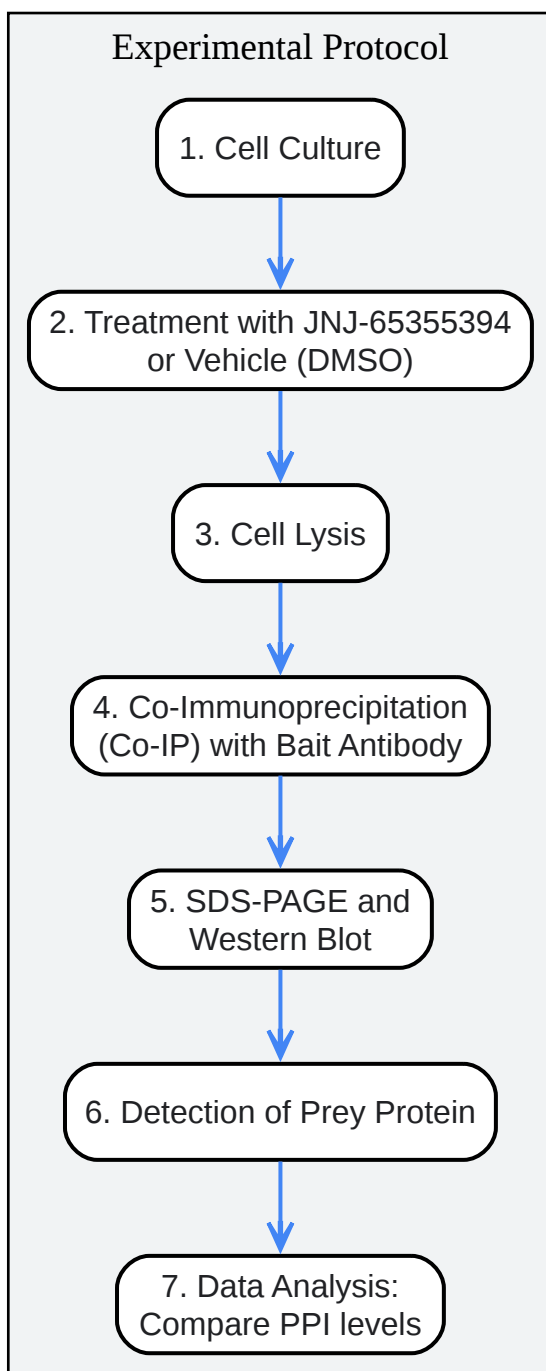 Experimental Protocol
1. Cell Culture
2. Treatment with JNJ-65355394
or Vehicle (DMSO)
3. Cell Lysis
4. Co-Immunoprecipitation
(Co-IP) with Bait Antibody
5. SDS-PAGE and
Western Blot
6. Detection of Prey Protein
7. Data Analysis:
Compare PPI levels